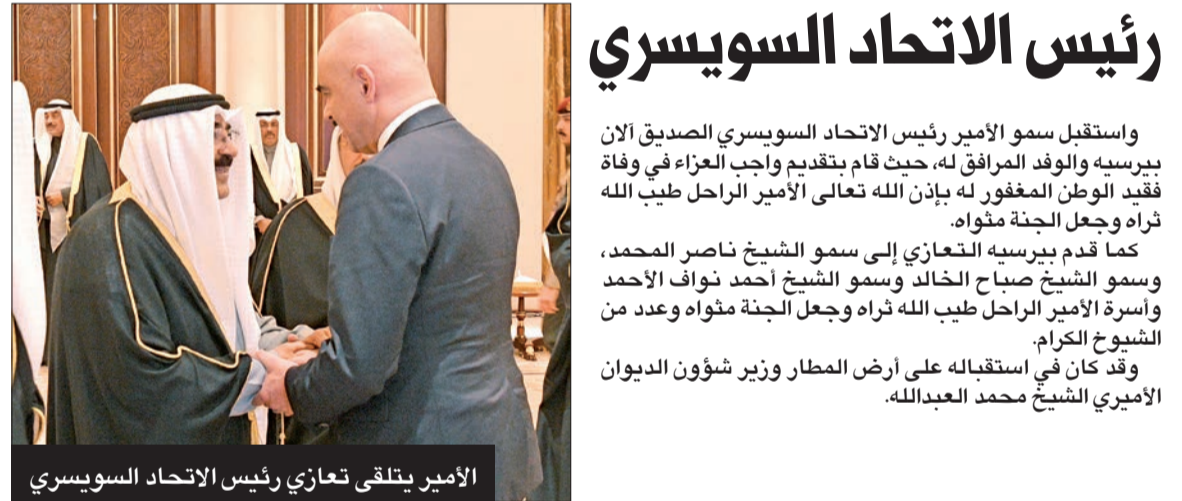 رئيس الاتحاد السويسري
واستقبل سمو الأمير رئيس الاتحاد السويسري الصديق آلان
بيرسيه والوفد المرافق له، حيث قام بتقديم واجب العزاء في وفاة
فقيد الوطن المغفور له بإذن الله تعالى الأمير الراحل طيب الله
ثراه وجعل الجنة مثواه.
كما قدم بيرسيه التعازي إلى سمو الشيخ ناصر المحمد،
وسمو الشيخ صباح الخالد وسمو الشيخ أحمد نواف الأحمد
وأسرة الأمير الراحل طيب الله ثراه وجعل الجنة مثواه وعدد من
الشيوخ الكرام.
وقد كان في استقباله على أرض المطار وزير شؤون الديوان
الأميري الشيخ محمد العبدالله.
الأمير يتلقى تعازي رئيس الاتحاد السويسري